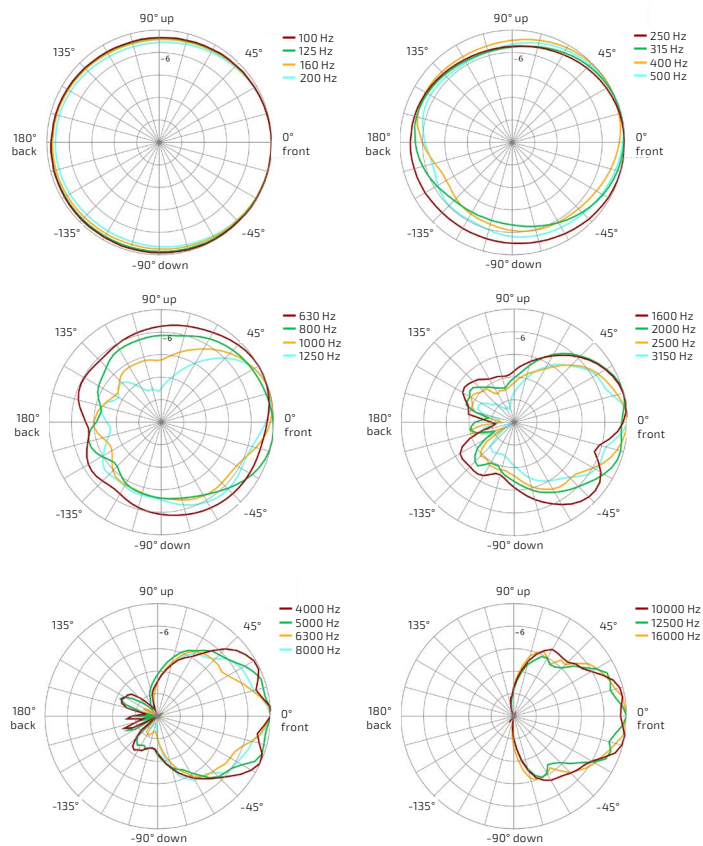 90° up
100 Hz
125 Hz
160 Hz
200 Hz
135°
45°
-6
180°
back
0°
front
-135°
-45°
-90° down
90° up
250 Hz
315 Hz
400 Hz
500 Hz
135°
45°
-6
180°
back
0°
front
-135°
-45°
-90° down
90° up
630 Hz
800 Hz
1000 Hz
1250 Hz
135°
45°
-6
180°
back
0°
front
-135°
-45°
-90° down
90° up
1600 Hz
2000 Hz
2500 Hz
3150 Hz
135°
45°
-6
180°
back
0°
front
-135°
-45°
-90° down
90° up
4000 Hz
5000 Hz
6300 Hz
8000 Hz
135°
45°
-6
180°
back
0°
front
-135°
-45°
-90° down
90° up
10000 Hz
12500 Hz
16000 Hz
135°
45°
-6
180°
back
0°
front
-135°
-45°
-90° down